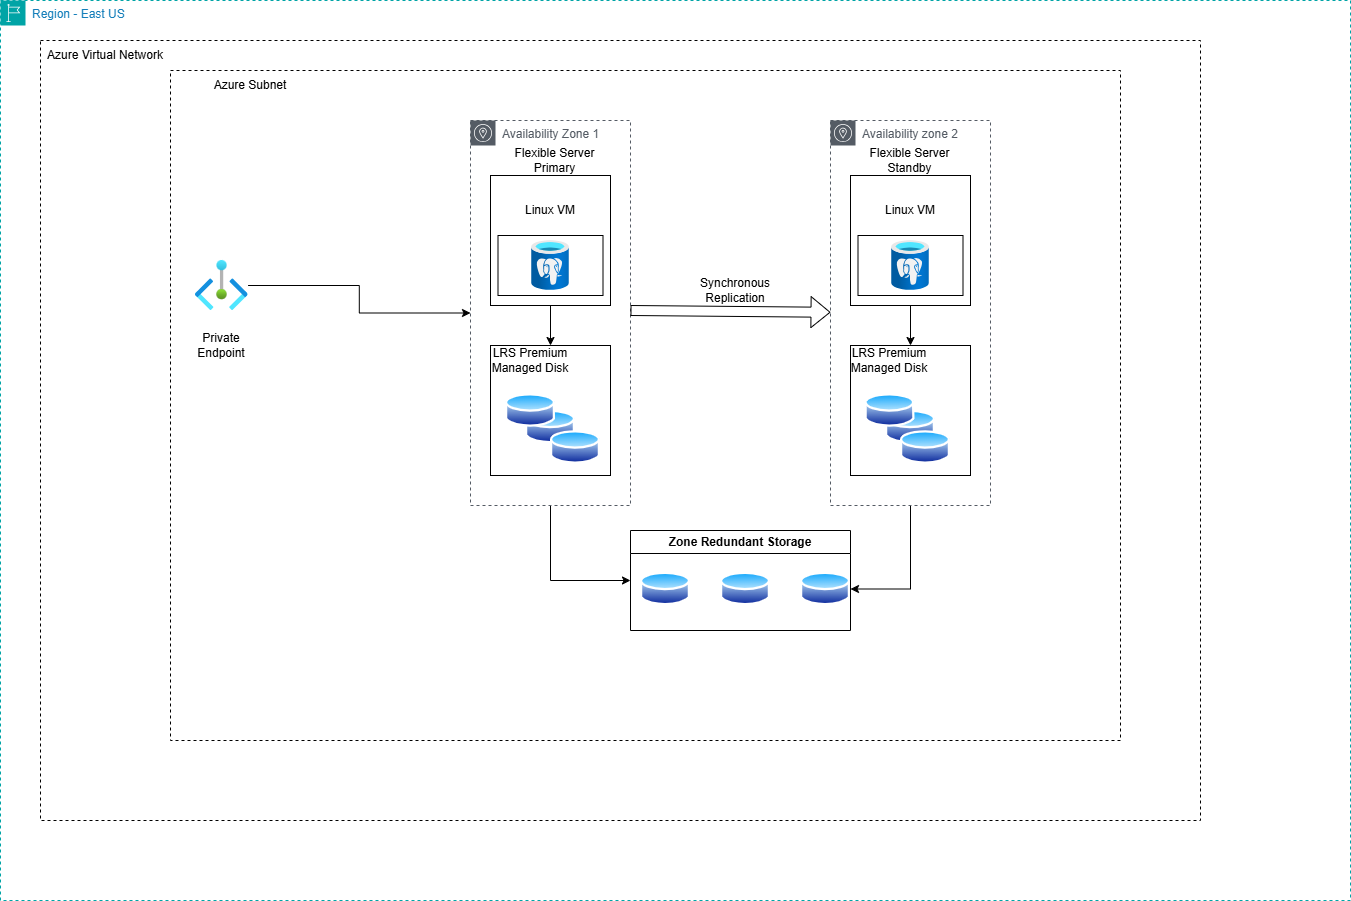 Region - East US
Azure Virtual Network
Azure Subnet
Availability Zone 1
Flexible Server
Primary
Linux VM
LRS Premium
Managed Disk
Availability zone 2
Flexible Server
Standby
Linux VM
LRS Premium
Managed Disk
Synchronous
Replication
Private
Endpoint
Zone Redundant Storage